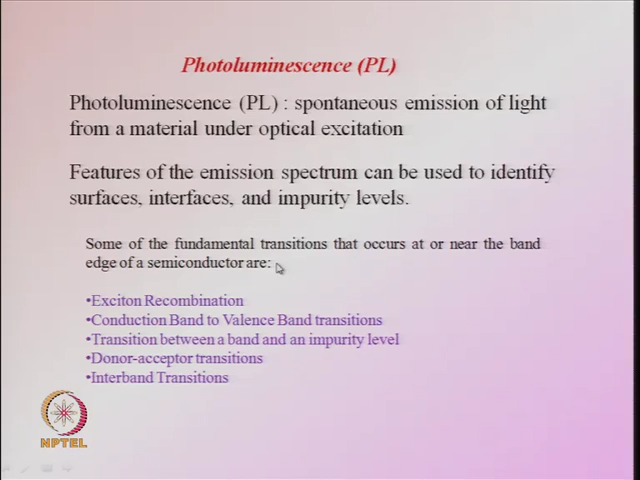 Photoluminescence (PL)
Photoluminescence (PL) : spontaneous emission of light
from a material under optical excitation
Features of the emission spectrum can be used to identify
surfaces, interfaces, and impurity levels.
Some of the fundamental transitions that occurs at or near the band
edge of a semiconductor are:
•Exciton Recombination
•Conduction Band to Valence Band transitions
•Transition between a band and an impurity level
•Donor-acceptor transitions
•Interband Transitions
NPTEL